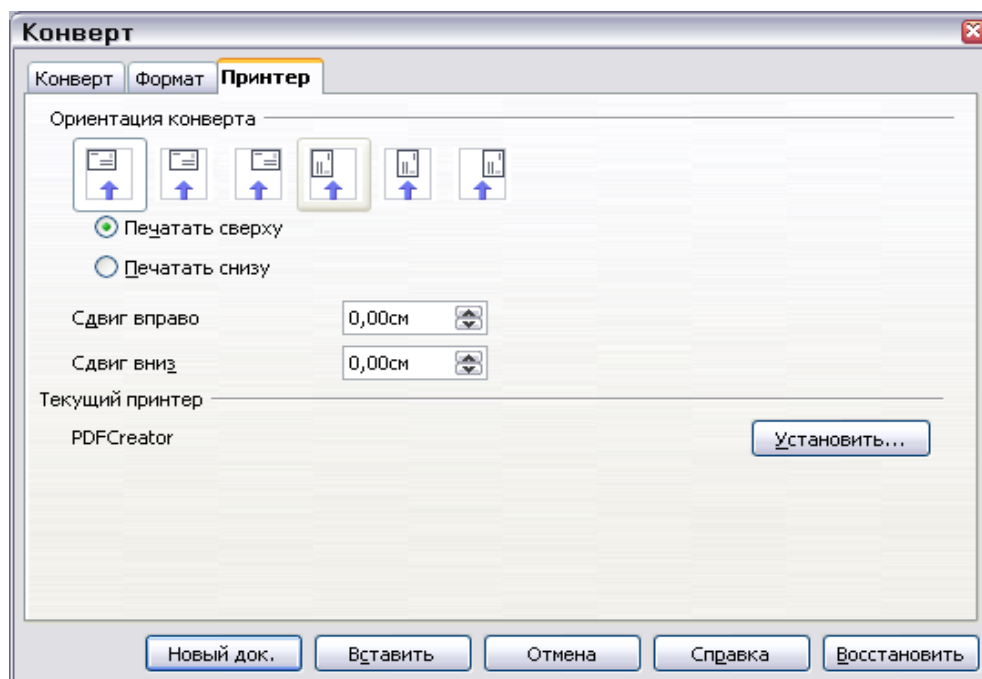 Конверт
Конверт Формат Принтер
Ориентация конверта
Печатать сверху
Печатать снизу
Сдвиг вправо 0,00см
Сдвиг вниз 0,00см
Текущий принтер
PDFCreator Установить...
Новый док. Вставить Отмена Справка Восстановить